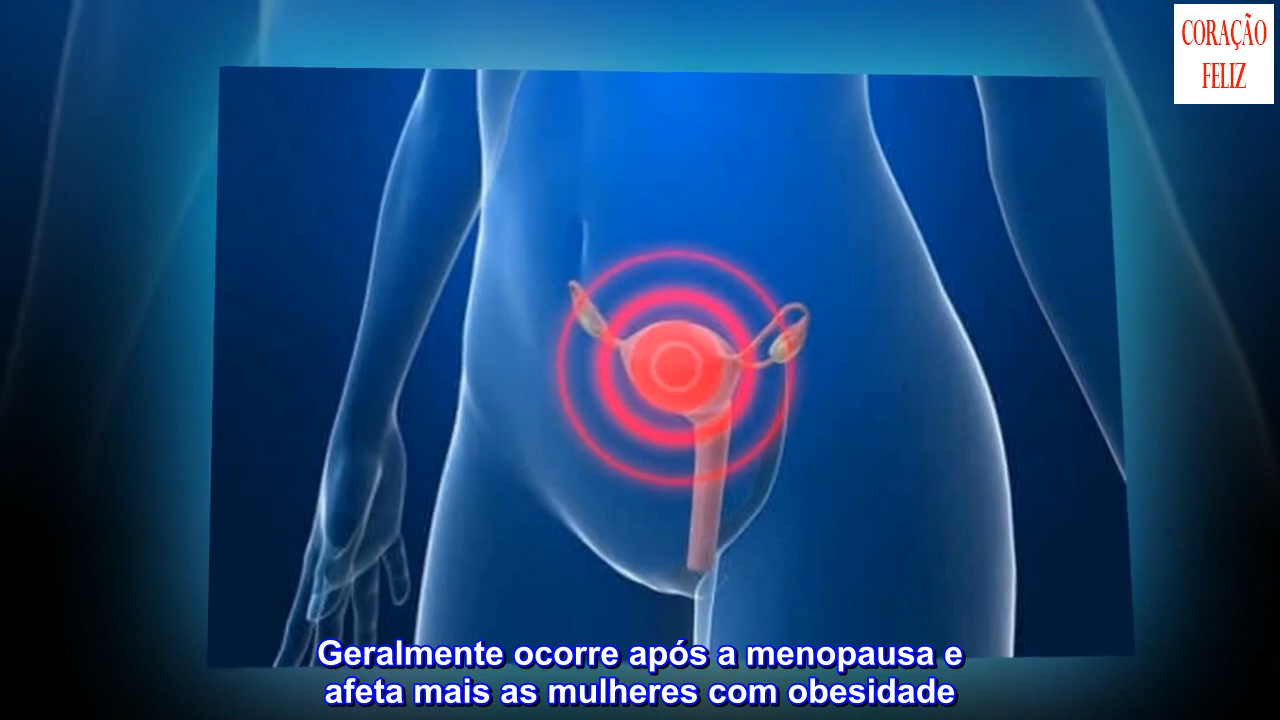 CORAÇÃO
FELIZ
Geralmente ocorre após a menopausa e
afeta mais as mulheres com obesidade